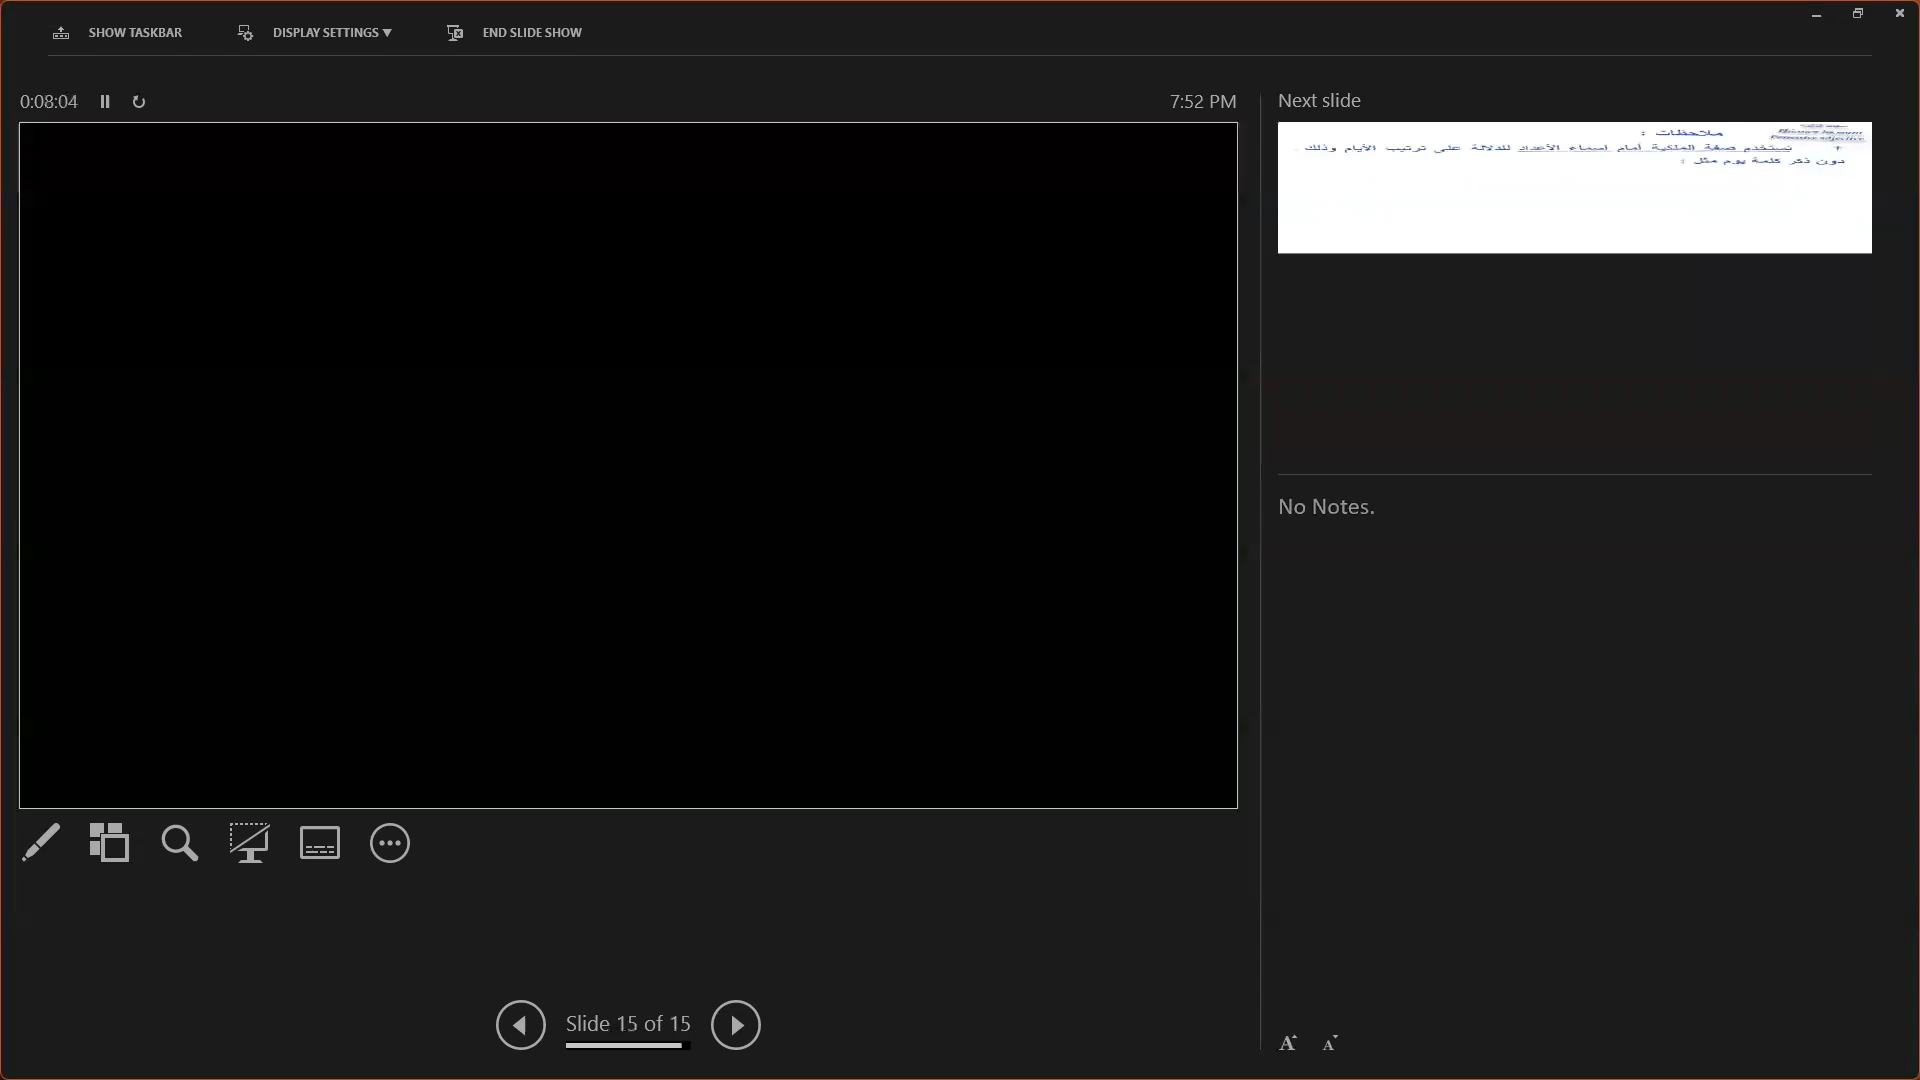 SHOW TASKBAR
DISPLAY SETTINGS ▼
END SLIDE SHOW
0:08:04
7:52 PM
Next slide
ملاحظات :
+ تستخدم صفة الملكية أمام اسماء الأعداد للدلالة على ترتيب الأيام وذلك
دون ذكر كلمة يوم مثل :
No Notes.
Slide 15 of 15